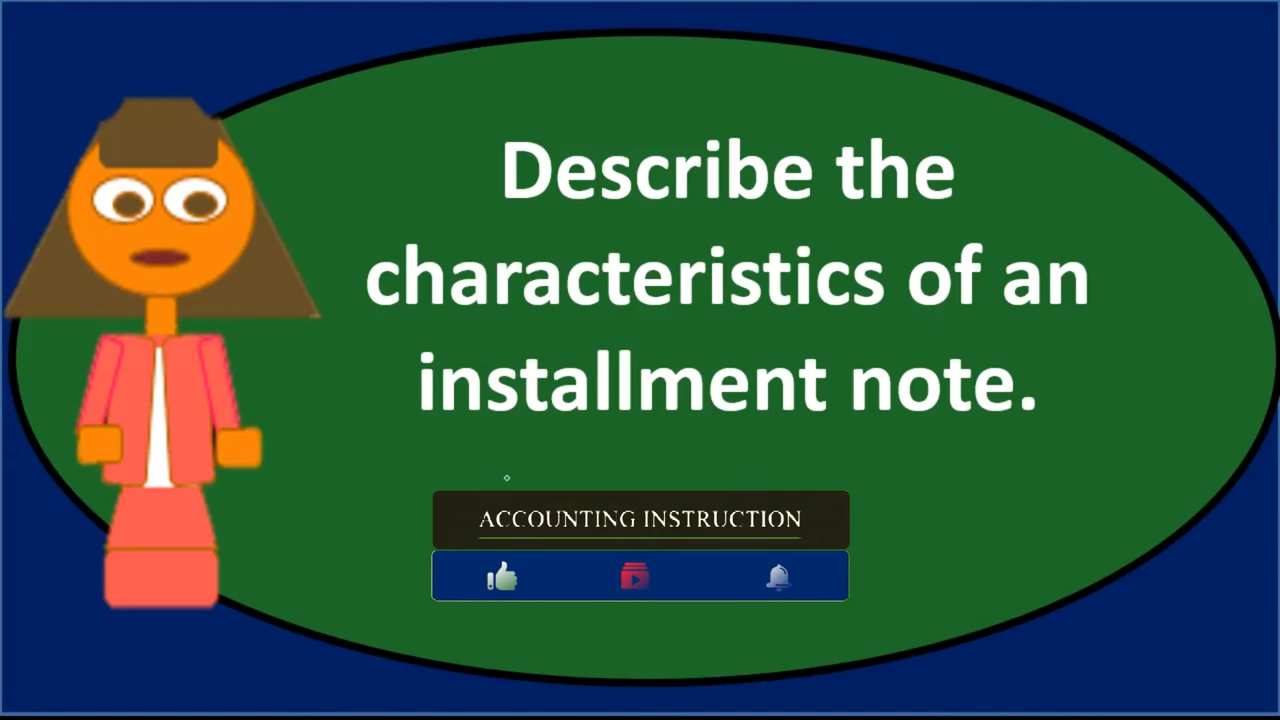 Describe the
characteristics of an
installment note.
ACCOUNTING INSTRUCTION